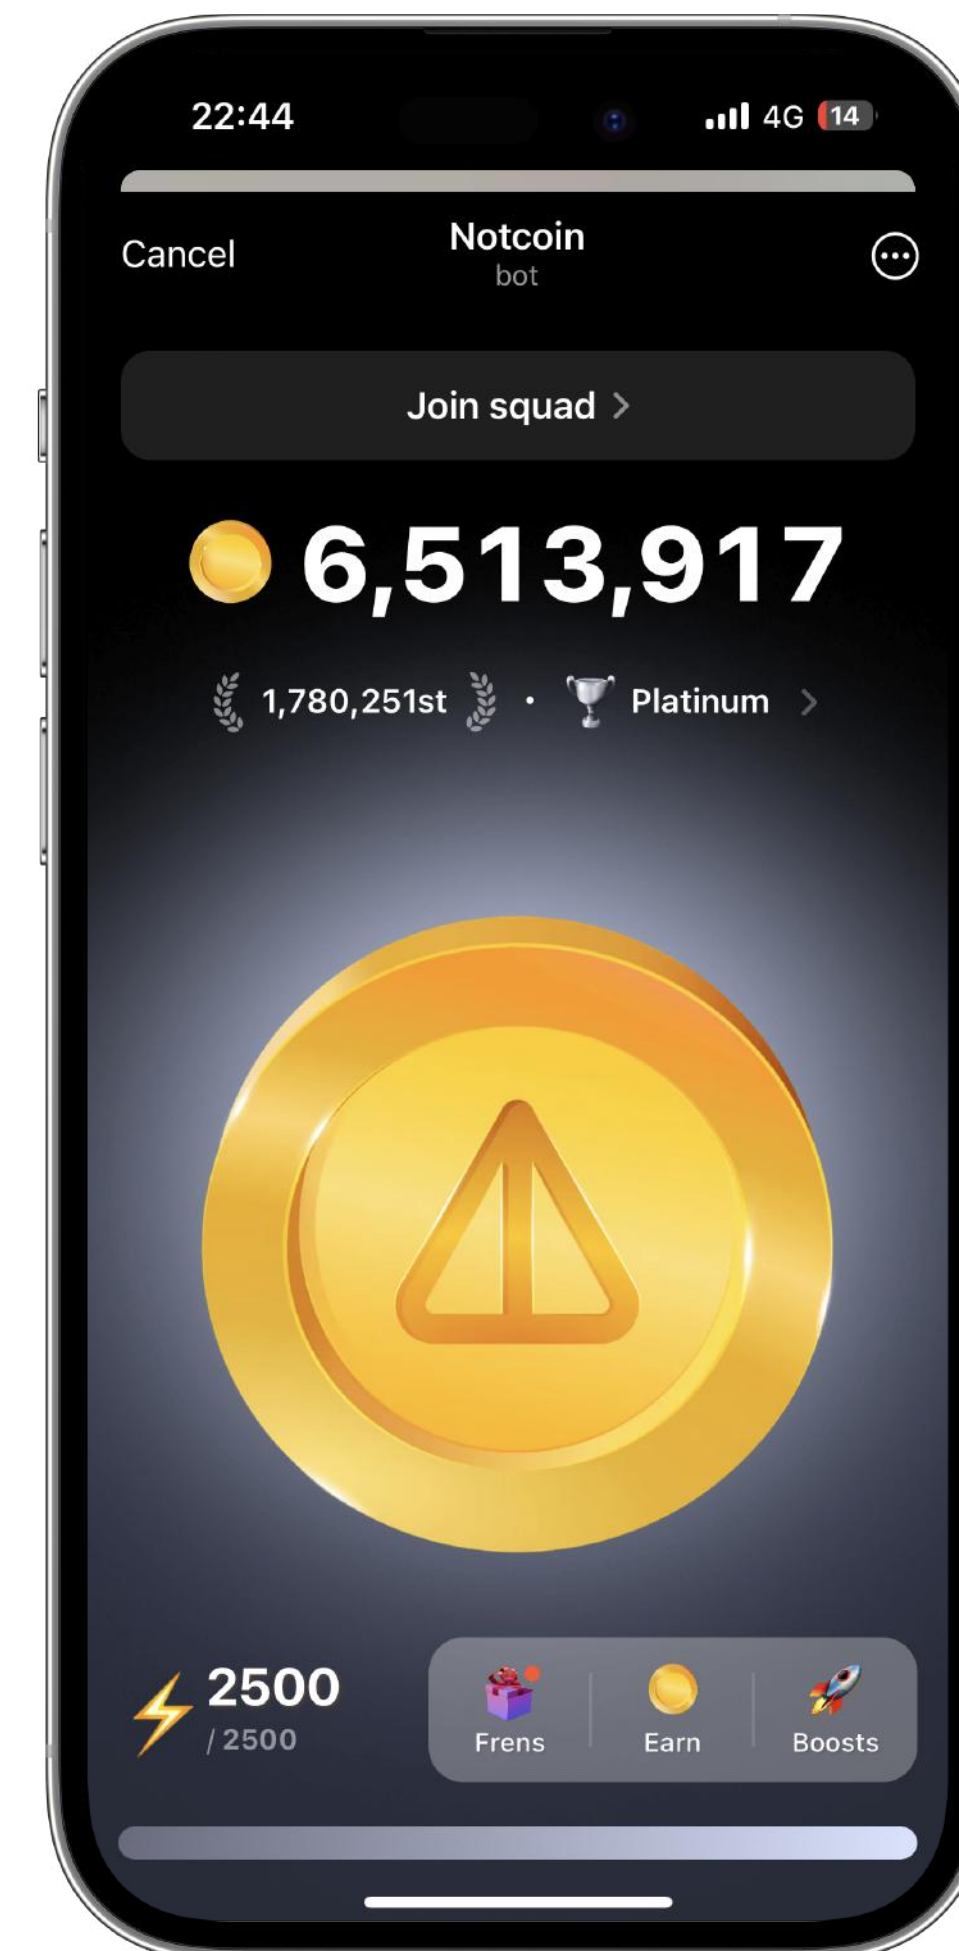 22:44 4G 14
Cancel
Notcoin
bot
Join squad
6,513,917
1,780,251st · Platinum
2500
/ 2500
Frens
Earn
Boosts